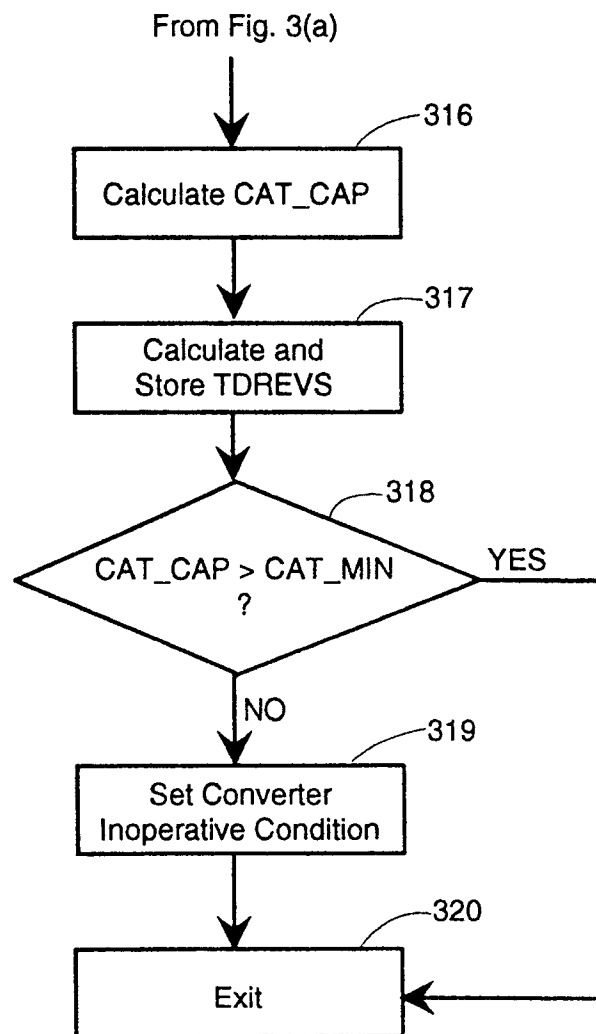 From Fig. 3(a)
316
Calculate CAT_CAP
317
Calculate and
Store TDREVS
318
CAT_CAP > CAT_MIN
?
YES
NO
319
Set Converter
Inoperative Condition
320
Exit